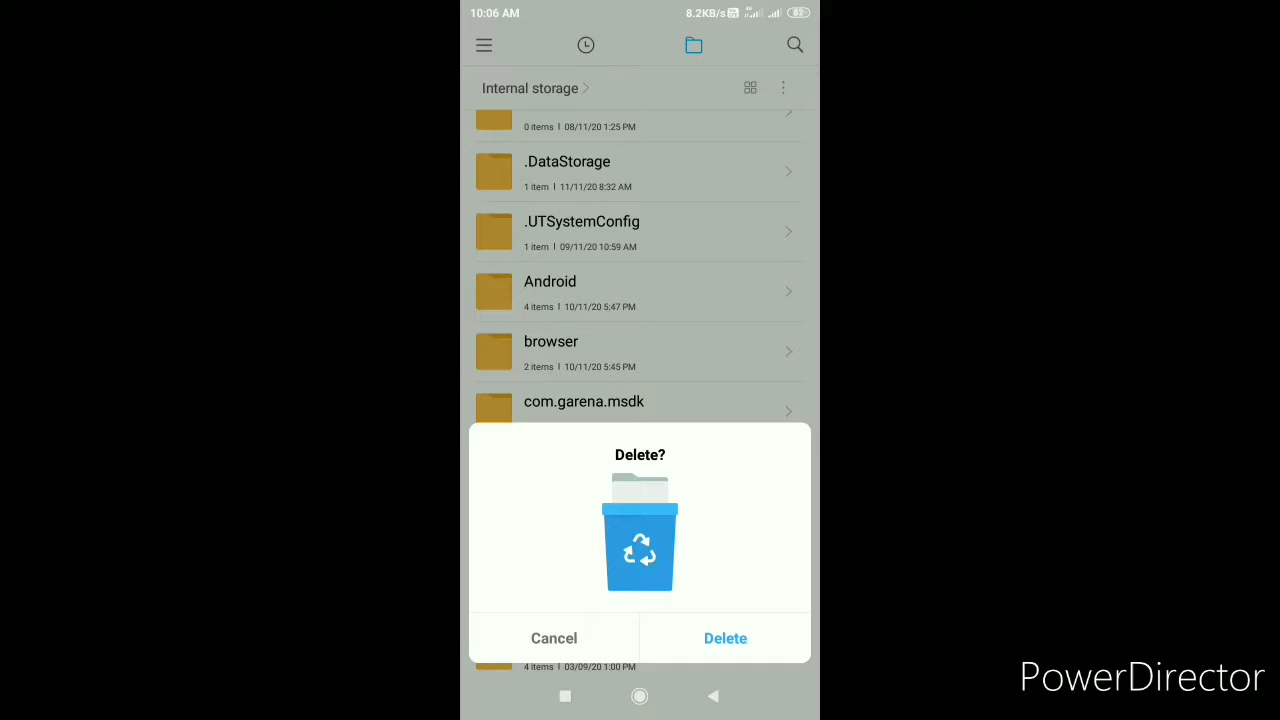 10:06 AM
8.2KB/s
82
Internal storage
0 items | 08/11/20 1:25 PM
.DataStorage
1 item | 11/11/20 8:32 AM
.UTSystemConfig
1 item | 09/11/20 10:59 AM
Android
4 items | 10/11/20 5:47 PM
browser
2 items | 10/11/20 5:45 PM
com.garena.msdk
Delete?
Cancel
Delete
4 items | 03/09/20 1:00 PM
PowerDirector